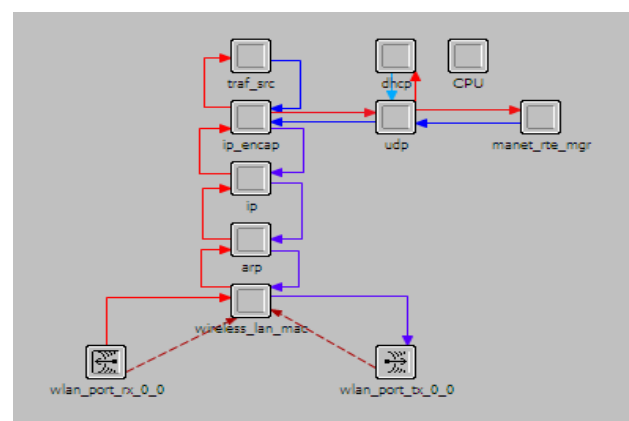 traf_src
dhcp
CPU
ip_encap
udp
manet_rte_mgr
ip
arp
wireless_lan_mac
wlan_port_rx_0_0
wlan_port_tx_0_0